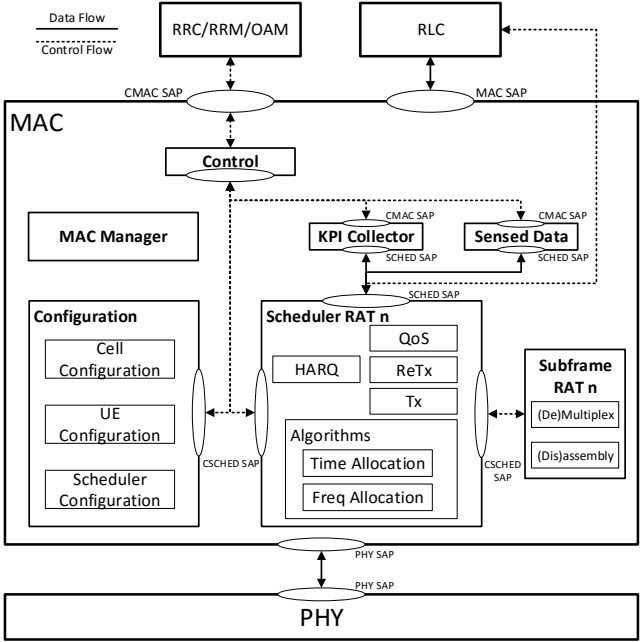 Data Flow
Control Flow
RRC/RRM/OAM
RLC
CMAC SAP
MAC SAP
MAC
Control
MAC Manager
CMAC SAP
KPI Collector
SCHED SAP
CMAC SAP
Sensed Data
SCHED SAP
SCHED SAP
Configuration
Cell
Configuration
UE
Configuration
Scheduler
Configuration
CSCHED SAP
Scheduler RAT n
QoS
HARQ
ReTx
Tx
Algorithms
Time Allocation
Freq Allocation
CSCHED
SAP
Subframe
RAT n
(De)Multiplex
(Dis)assembly
PHY SAP
PHY SAP
PHY